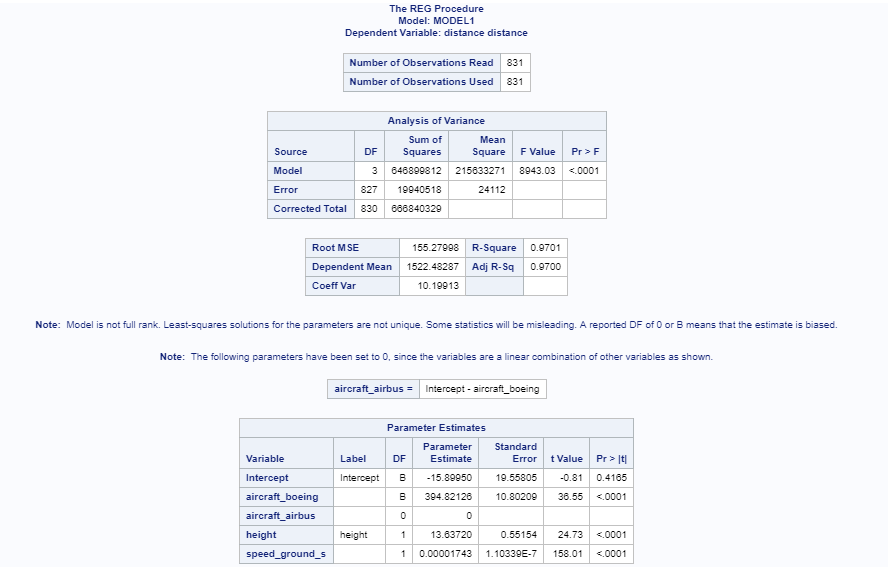 The REG Procedure
Model: MODEL1
Dependent Variable: distance distance
Number of Observations Read 831
Number of Observations Used 831
Analysis of Variance
Source DF Sum of Squares Mean Square F Value Pr > F
Model 3 646899812 215633271 8943.03 <.0001
Error 827 19940518 24112
Corrected Total 830 666840329
Root MSE 155.27998 R-Square 0.9701
Dependent Mean 1522.48287 Adj R-Sq 0.9700
Coeff Var 10.19913
Note: Model is not full rank. Least-squares solutions for the parameters are not unique. Some statistics will be misleading. A reported DF of 0 or B means that the estimate is biased.
Note: The following parameters have been set to 0, since the variables are a linear combination of other variables as shown.
aircraft_airbus = Intercept - aircraft_boeing
Parameter Estimates
Variable Label DF Parameter Estimate Standard Error t Value Pr > |t|
Intercept Intercept B -15.89950 19.55805 -0.81 0.4165
aircraft_boeing B 394.82126 10.80209 36.55 <.0001
aircraft_airbus 0 0
height height 1 13.63720 0.55154 24.73 <.0001
speed_ground_s 1 0.00001743 1.10339E-7 158.01 <.0001